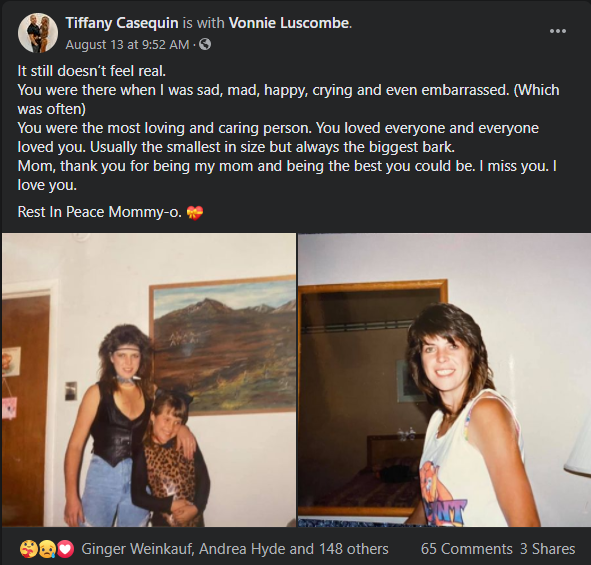 Tiffany Casequin is with Vonnie Luscombe.
August 13 at 9:52 AM ·
It still doesn't feel real.
You were there when I was sad, mad, happy, crying and even embarrassed. (Which
was often)
You were the most loving and caring person. You loved everyone and everyone
loved you. Usually the smallest in size but always the biggest bark.
Mom, thank you for being my mom and being the best you could be. I miss you. I
love you.
Rest In Peace Mommy-o. 💝
Ginger Weinkauf, Andrea Hyde and 148 others 65 Comments 3 Shares